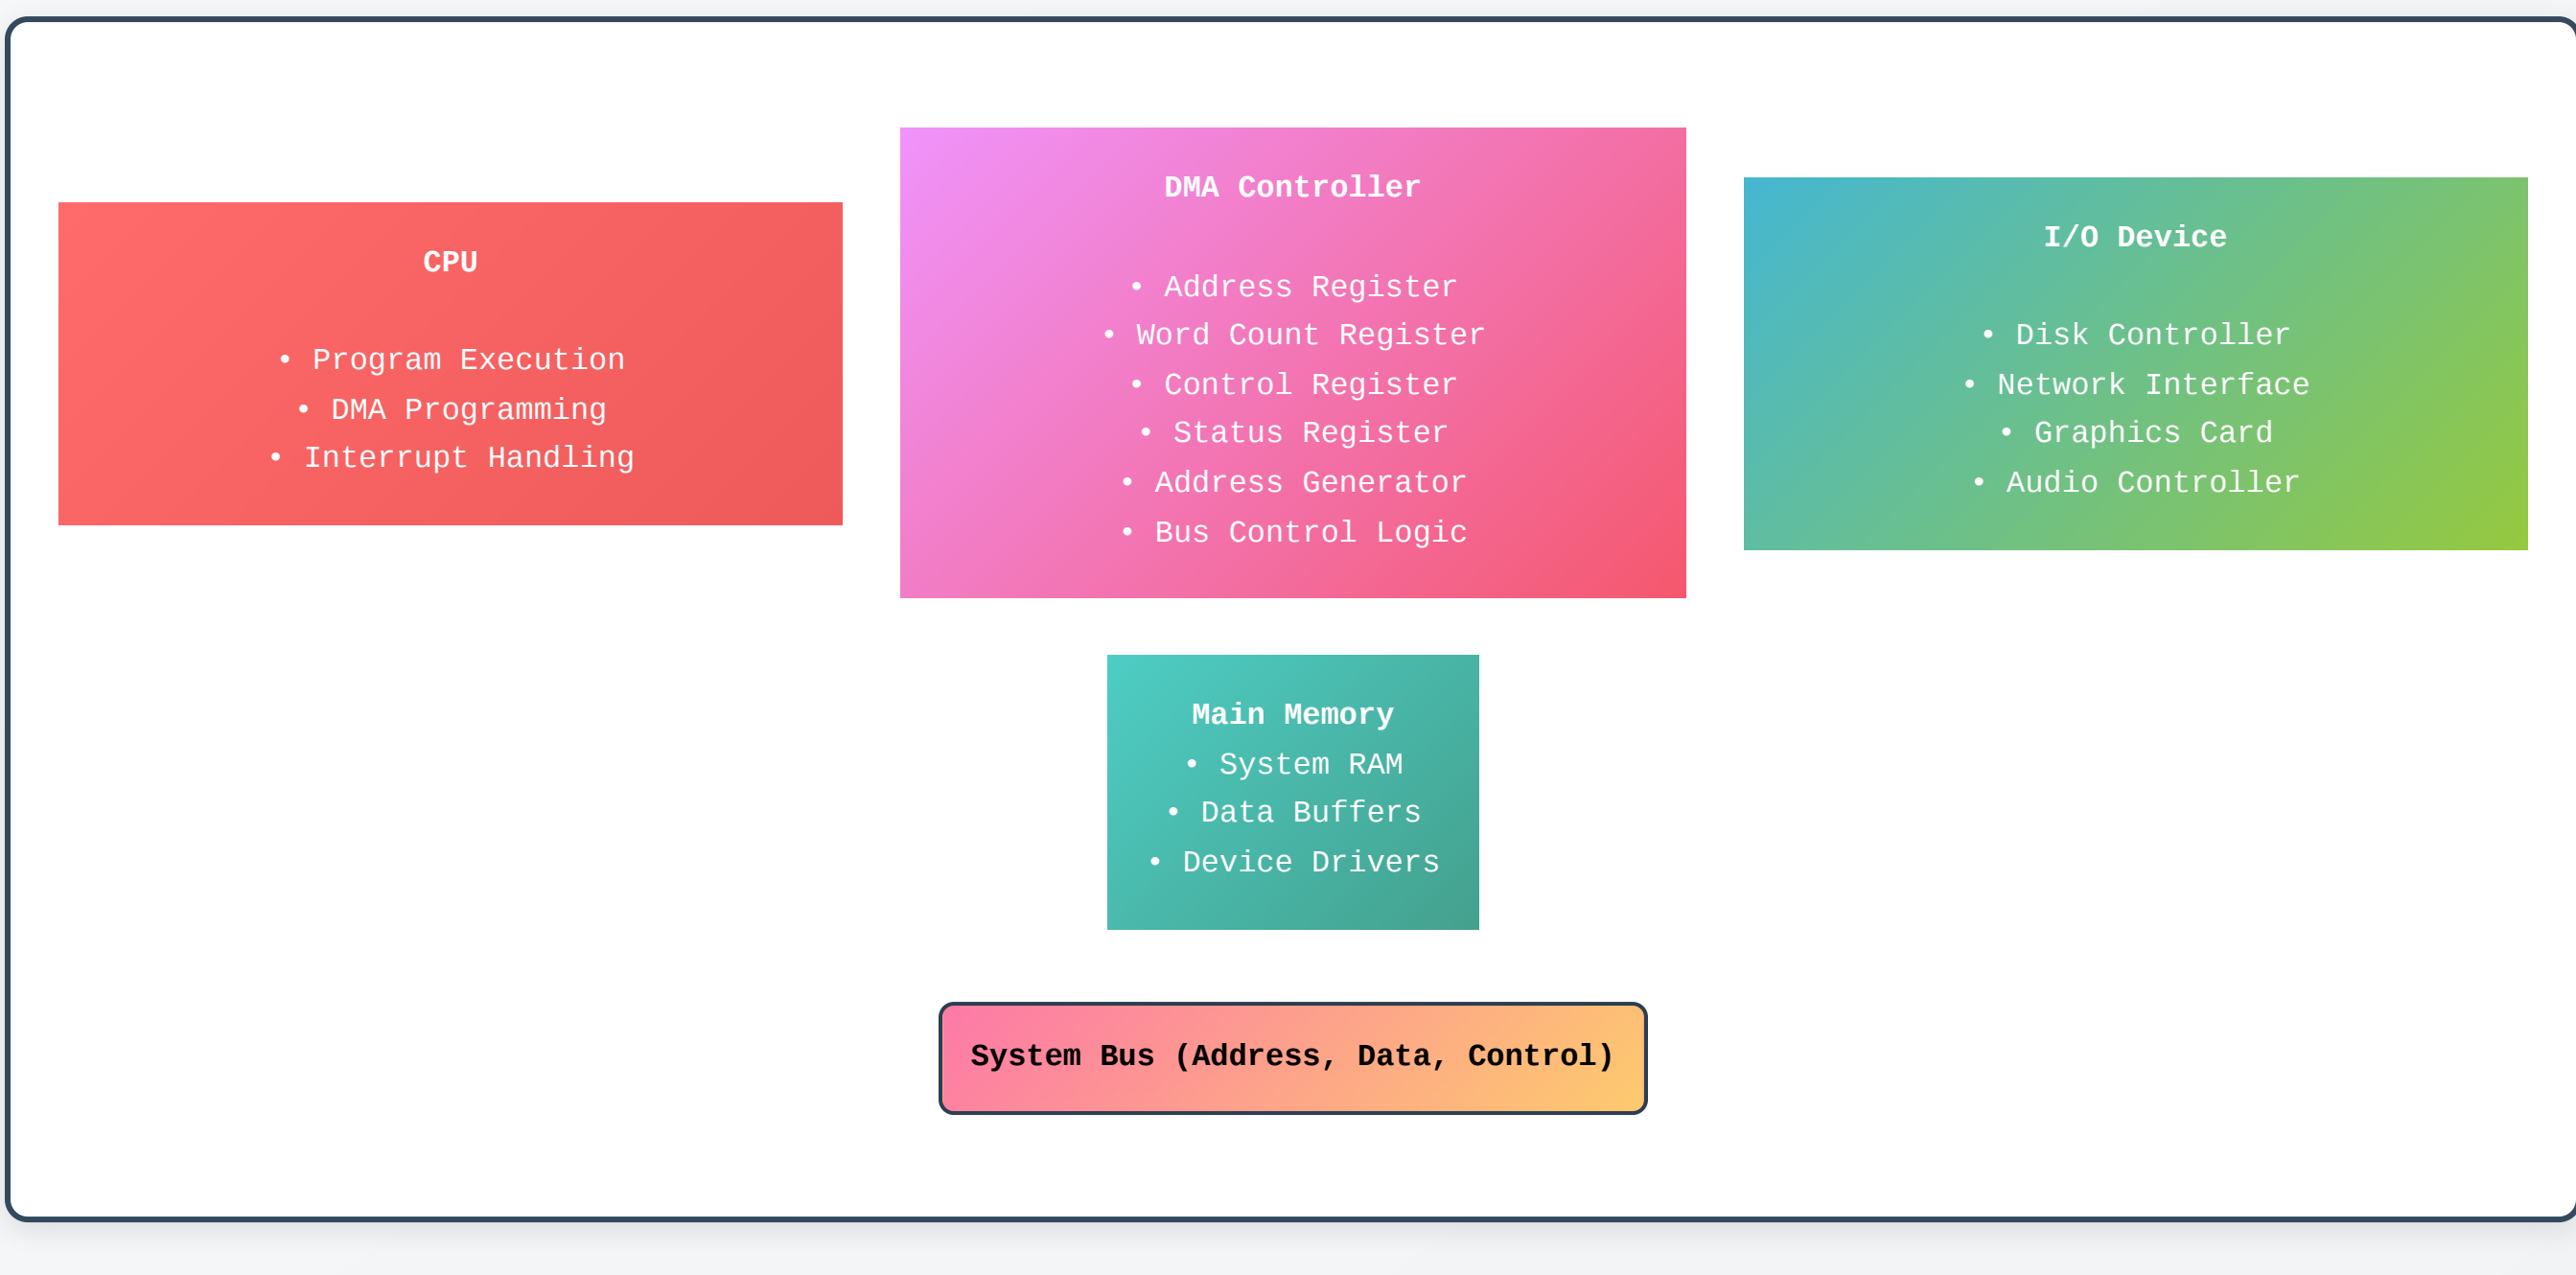 CPU
• Program Execution
• DMA Programming
• Interrupt Handling
DMA Controller
• Address Register
• Word Count Register
• Control Register
• Status Register
• Address Generator
• Bus Control Logic
I/O Device
• Disk Controller
• Network Interface
• Graphics Card
• Audio Controller
Main Memory
• System RAM
• Data Buffers
• Device Drivers
System Bus (Address, Data, Control)